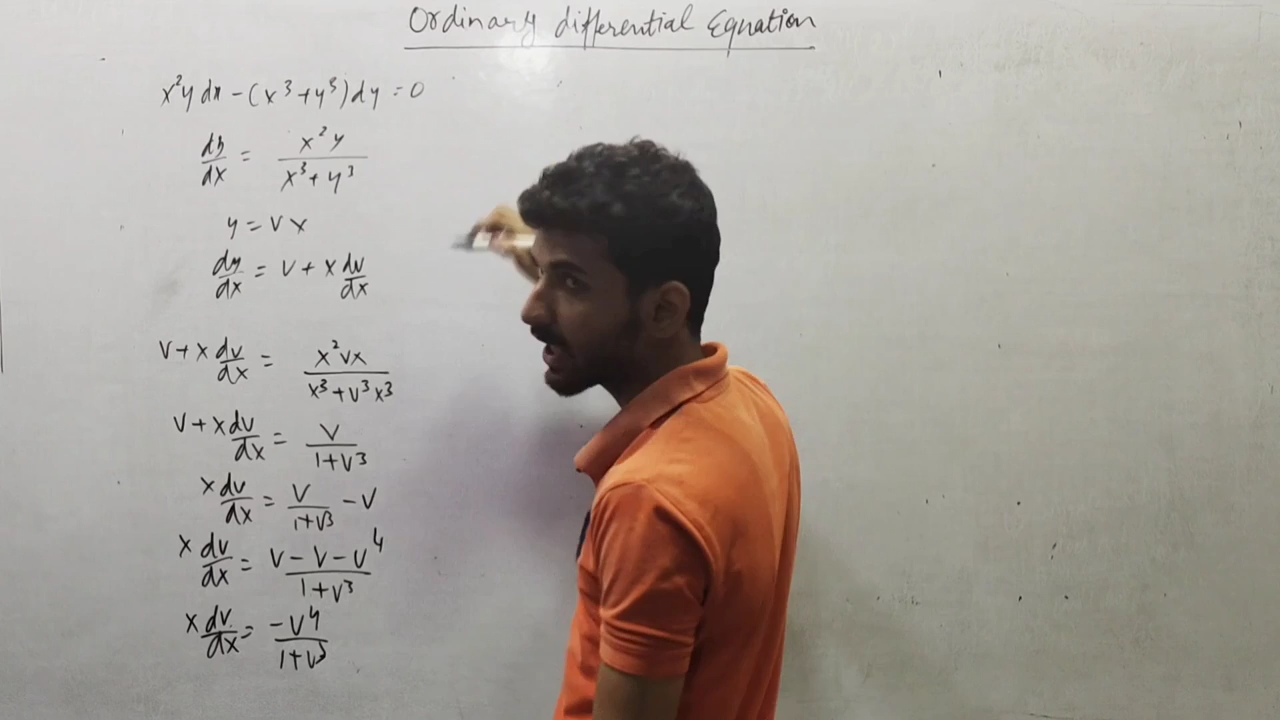 Ordinary differential Equation
x²y dx - (x³ + y³) dy = 0
dy/dx = x²y / x³ + y³
y = vx
dy/dx = v + x dv/dx
v + x dv/dx = x²vx / x³ + v³x³
v + x dv/dx = v / 1+v³
x dv/dx = v / 1+v³ - v
x dv/dx = v - v - v⁴ / 1+v³
x dv/dx = -v⁴ / 1+v³